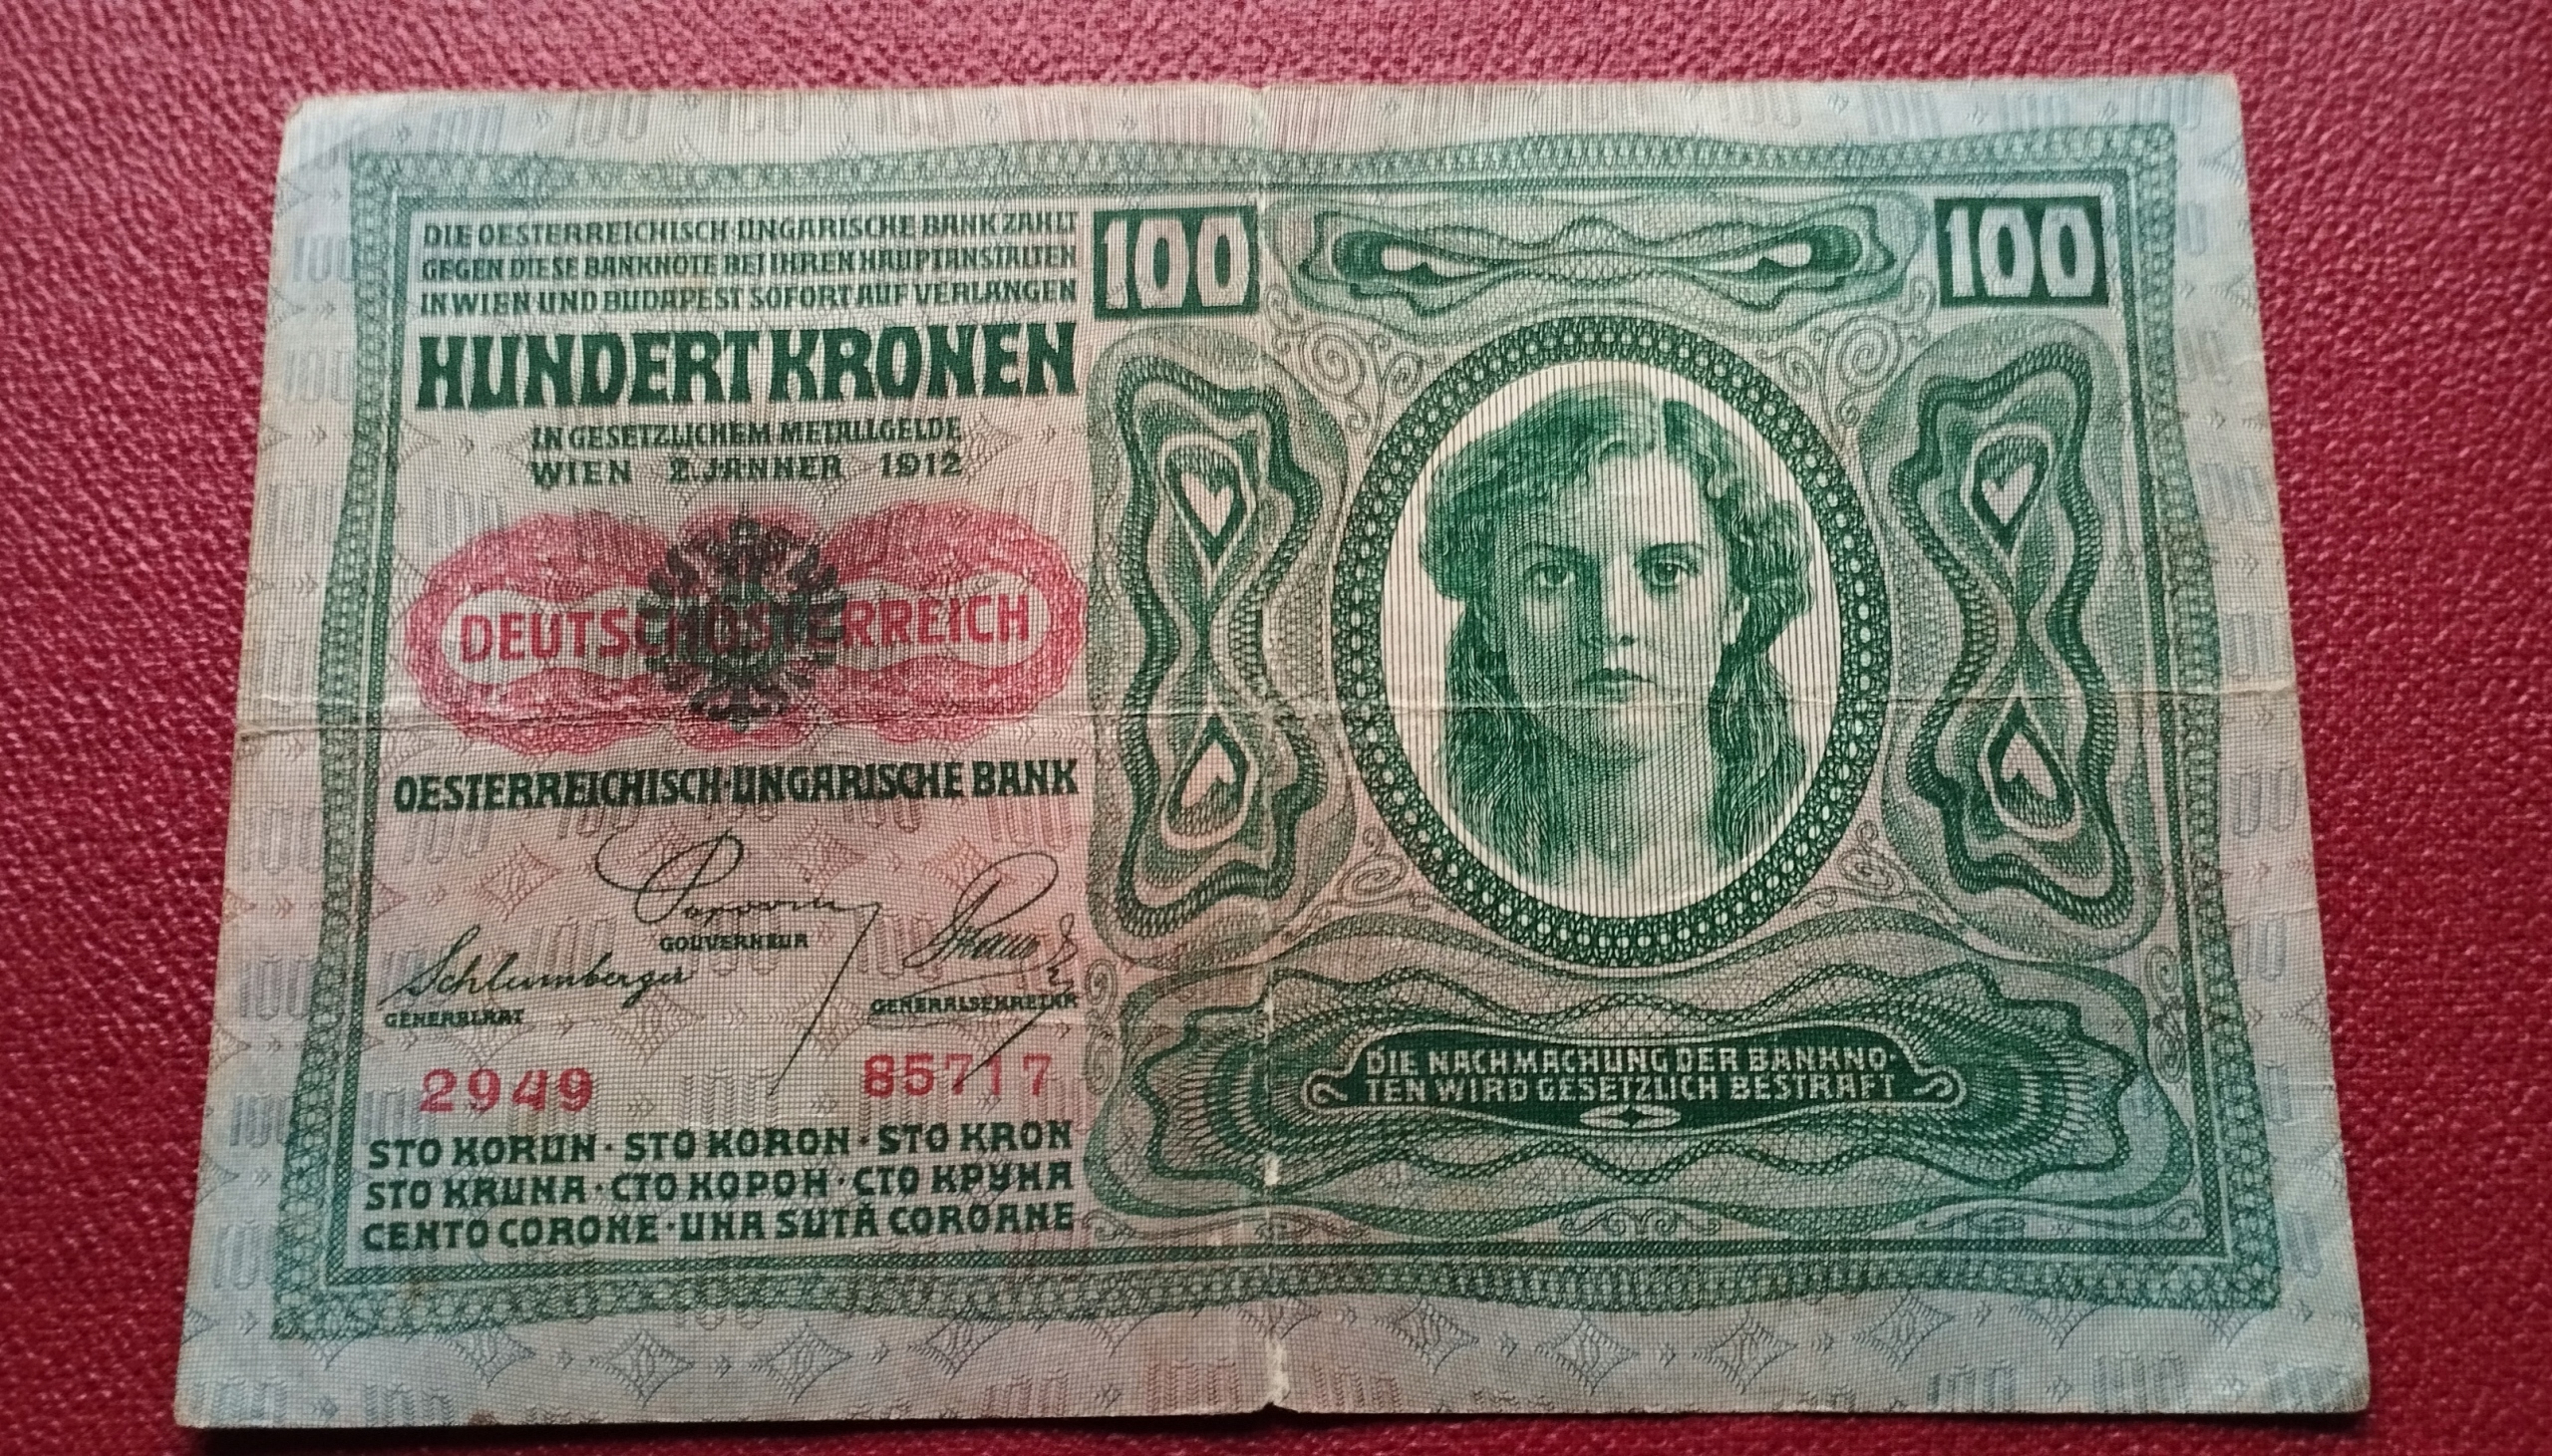 DIE OESTERREICHISCH-UNGARISCHE BANK ZAHLT
GEGEN DIESE BANKNOTE BEI IHREN HAUPTANSTALTEN
IN WIEN UND BUDAPEST SOFORT AUF VERLANGEN
HUNDERT KRONEN
IN GESETZLICHEM METALLGELDE
WIEN 2. JÄNNER 1912
DEUTSCHÖSTERREICH
OESTERREICHISCH-UNGARISCHE BANK
Popovics
GOUVERNEUR
Schlumberger
GENERALRAT
GENERALSEKRETÄR
2949 85717
STO KORUN · STO KORON · STO KRON
STO KRUNA · СТО КОРОН · СТО КРУНА
CENTO CORONE · UNA SUTĂ COROANE
100
100
DIE NACHMACHUNG DER BANKNO-
TEN WIRD GESETZLICH BESTRAFT